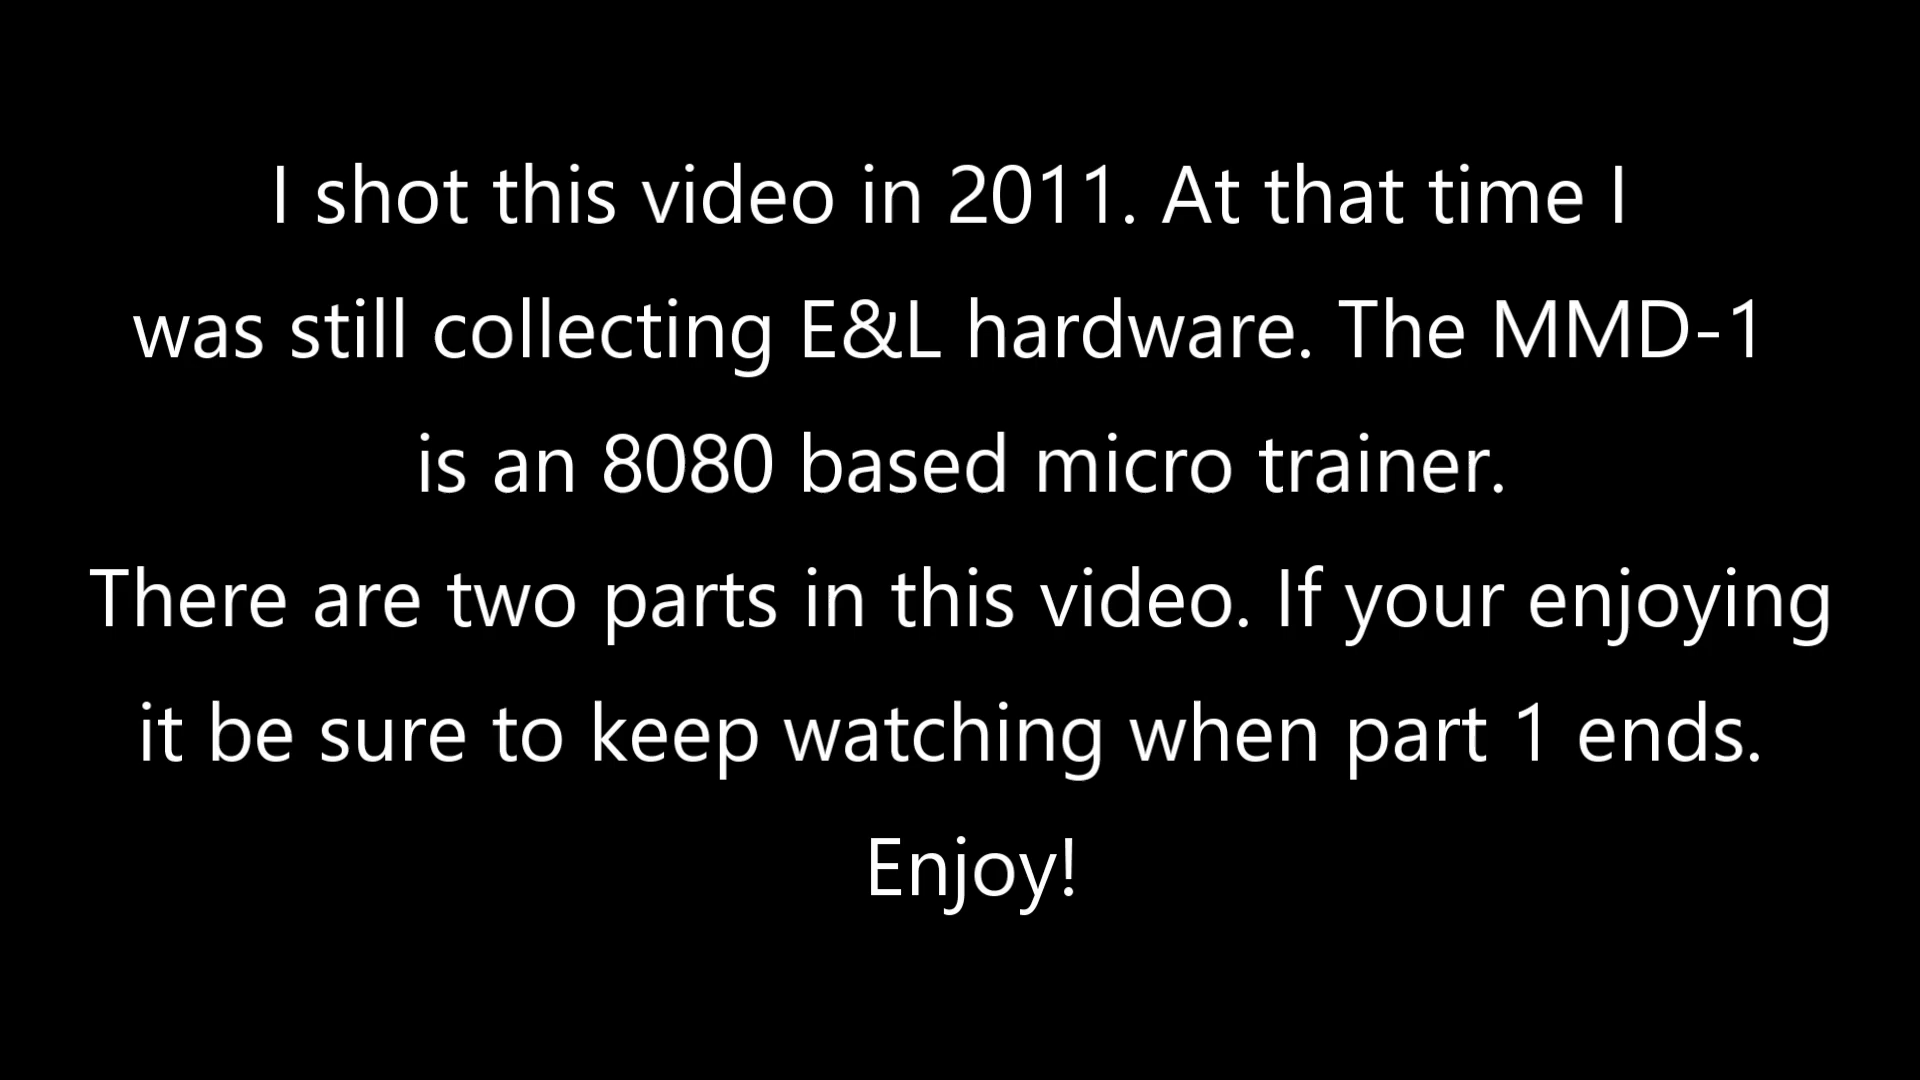 I shot this video in 2011. At that time I
was still collecting E&L hardware. The MMD-1
is an 8080 based micro trainer.
There are two parts in this video. If your enjoying
it be sure to keep watching when part 1 ends.
Enjoy!